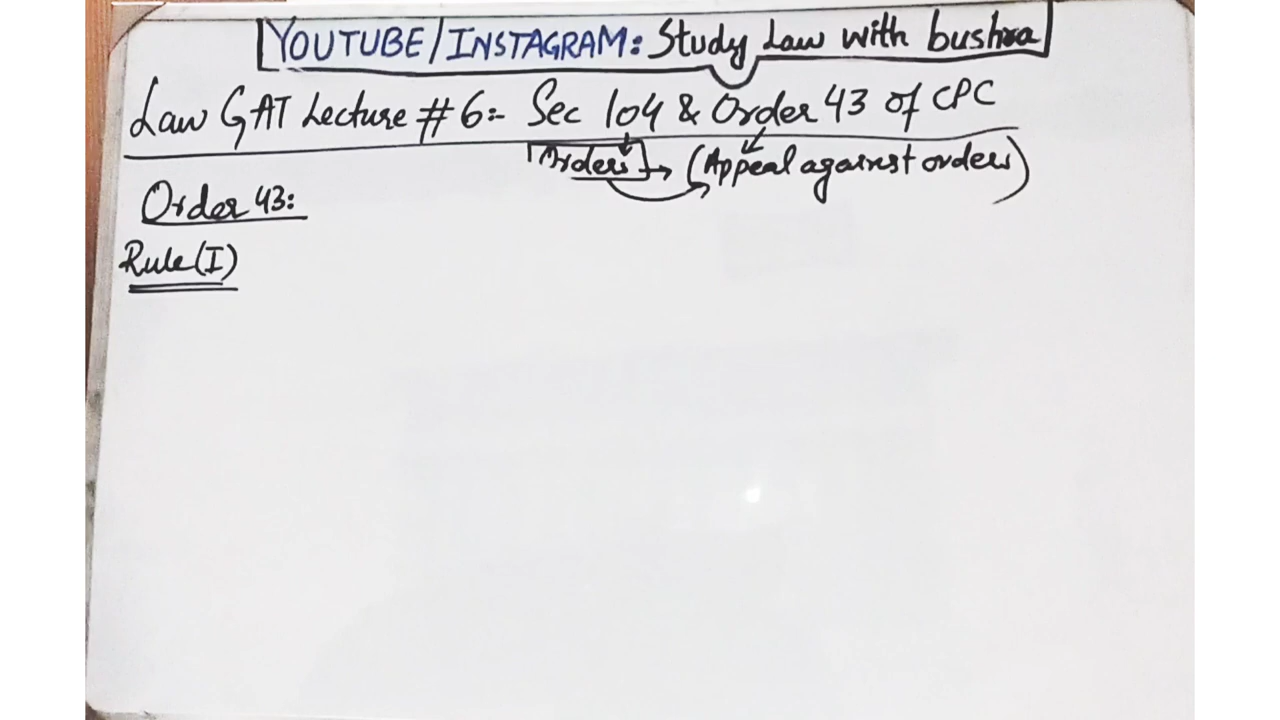 YOUTUBE/INSTAGRAM: Study Law with bushra
Law GAT Lecture # 6:- Sec 104 & Order 43 of CPC
Orders → (Appeal against orders)
Order 43:
Rule (I)